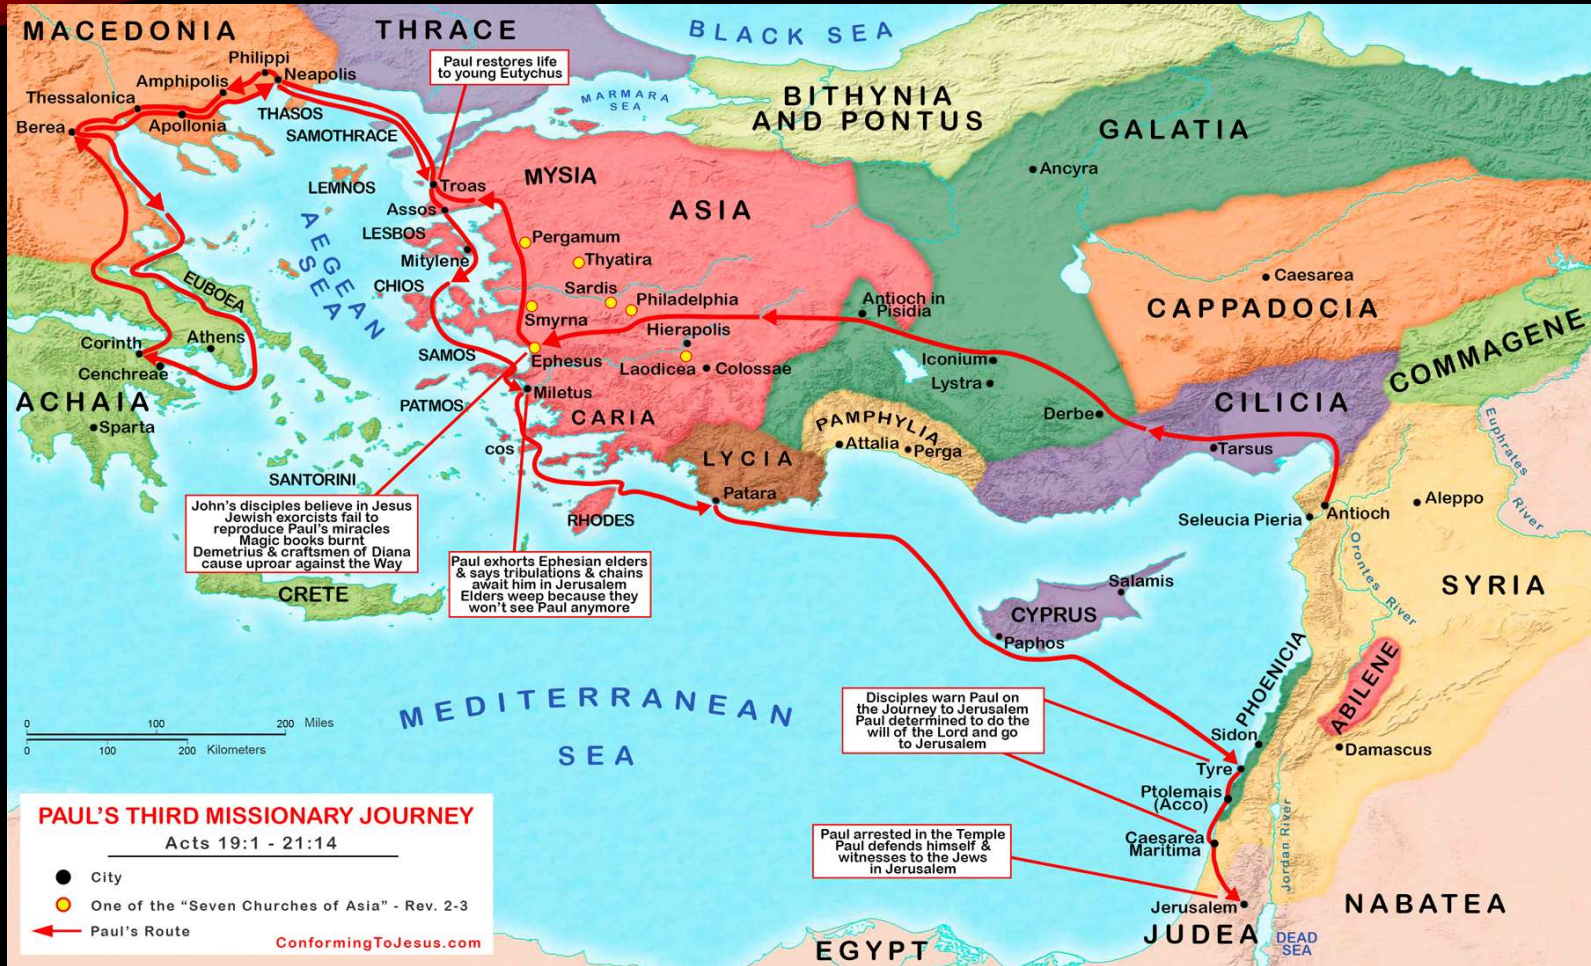 MACEDONIA
THRACE
BLACK SEA
Philippi
Neapolis
Amphipolis
Thessalonica
Berea
Apollonia
THASOS
SAMOTHRACE
Paul restores life
to young Eutychus
MARMARA
SEA
BITHYNIA
AND PONTUS
GALATIA
Ancyra
LEMNOS
Troas
MYSIA
ASIA
Assos
AEGEAN
SEA
LESBOS
Mitylene
Pergamum
Thyatira
CHIOS
Sardis
Philadelphia
Smyrna
Hierapolis
Antioch in
Pisidia
Caesarea
CAPPADOCIA
COMMAGENE
EUBOEA
Athens
Corinth
Cenchreae
ACHAIA
Sparta
SAMOS
Ephesus
Laodicea
Colossae
Iconium
Lystra
Derbe
CILICIA
Tarsus
PATMOS
Miletus
CARIA
PAMPHYLIA
Attalia
Perga
LYCIA
Patara
COS
SANTORINI
RHODES
Euphrates
River
Aleppo
Antioch
Seleucia Pieria
Orontes
River
SYRIA
John's disciples believe in Jesus
Jewish exorcists fail to
reproduce Paul's miracles
Magic books burnt
Demetrius & craftsmen of Diana
cause uproar against the Way
Paul exhorts Ephesian elders
& says tribulations & chains
await him in Jerusalem
Elders weep because they
won't see Paul anymore
CRETE
Salamis
CYPRUS
Paphos
MEDITERRANEAN
SEA
PHOENICIA
ABILENE
Sidon
Damascus
Tyre
Ptolemais
(Acco)
Caesarea
Maritima
Disciples warn Paul on
the Journey to Jerusalem
Paul determined to do the
will of the Lord and go
to Jerusalem
Paul arrested in the Temple
Paul defends himself &
witnesses to the Jews
in Jerusalem
Jordan River
Jerusalem
JUDEA
DEAD
SEA
NABATEA
EGYPT
0 100 200 Miles
0 100 200 Kilometers
PAUL'S THIRD MISSIONARY JOURNEY
Acts 19:1 - 21:14
City
One of the "Seven Churches of Asia" - Rev. 2-3
Paul's Route
ConformingToJesus.com